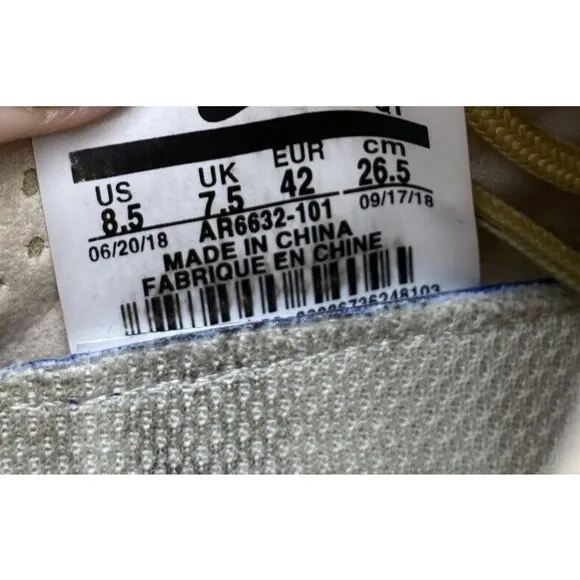 US UK EUR cm
8.5 7.5 42 26.5
06/20/18 AR6632-101 09/17/18
MADE IN CHINA
FABRIQUE EN CHINE